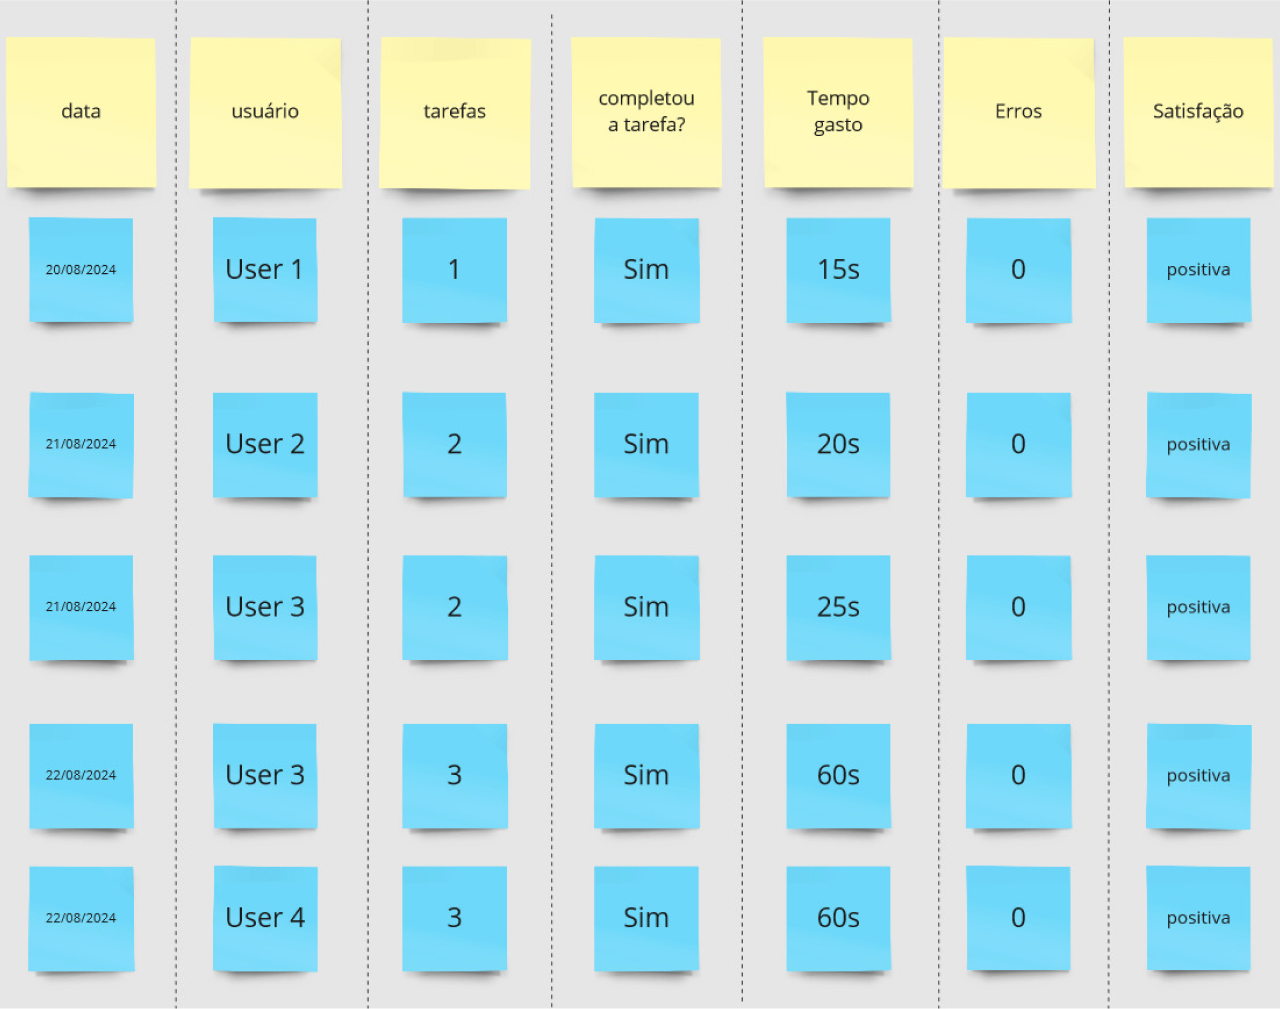 data
usuário
tarefas
completou
a tarefa?
Tempo
gasto
Erros
Satisfação
20/08/2024
User 1
1
Sim
15s
0
positiva
21/08/2024
User 2
2
Sim
20s
0
positiva
21/08/2024
User 3
2
Sim
25s
0
positiva
22/08/2024
User 3
3
Sim
60s
0
positiva
22/08/2024
User 4
3
Sim
60s
0
positiva